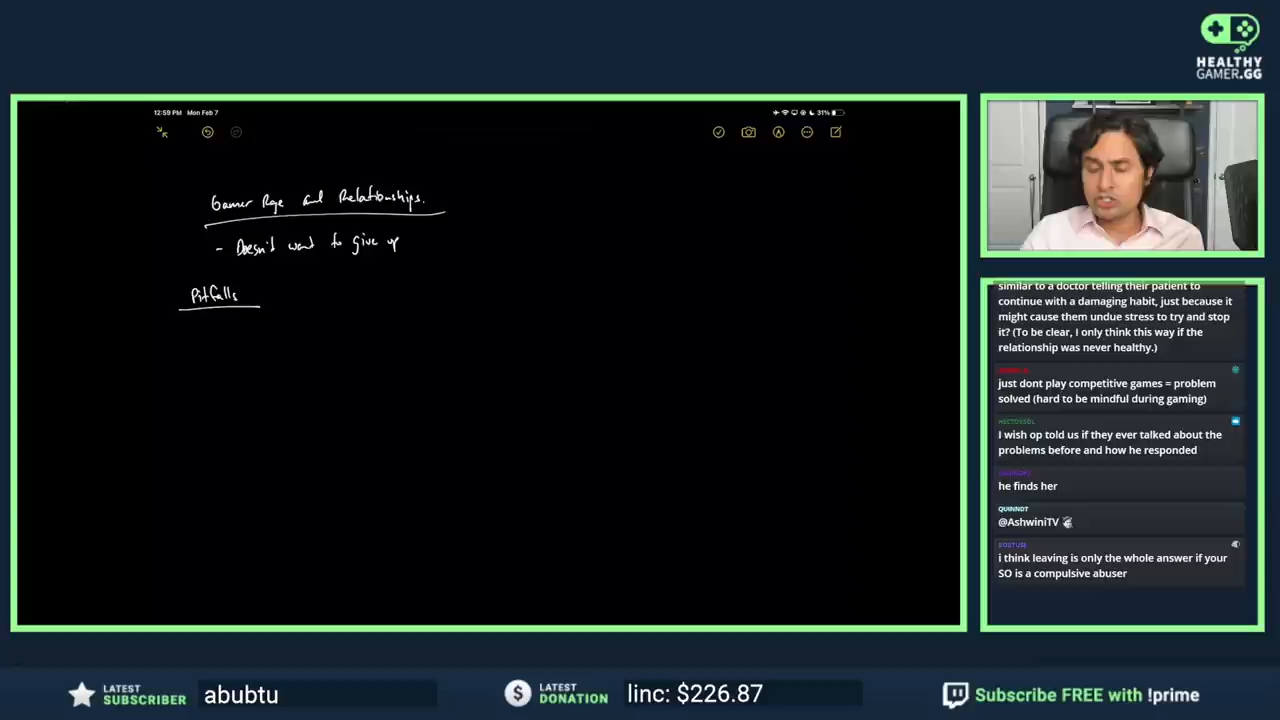 HEALTHY
GAMER.GG
12:59 PM Mon Feb 7
31%
Gamer Rage and Relationships.
- Doesn't want to give up
Pitfalls
similar to a doctor telling their patient to
continue with a damaging habit, just because it
might cause them undue stress to try and stop
it? (To be clear, I only think this way if the
relationship was never healthy.)
just dont play competitive games = problem
solved (hard to be mindful during gaming)
I wish op told us if they ever talked about the
problems before and how he responded
he finds her
QUINNDT
@AshwiniTV
i think leaving is only the whole answer if your
SO is a compulsive abuser
LATEST
SUBSCRIBER
abubtu
LATEST
DONATION
linc: $226.87
Subscribe FREE with !prime